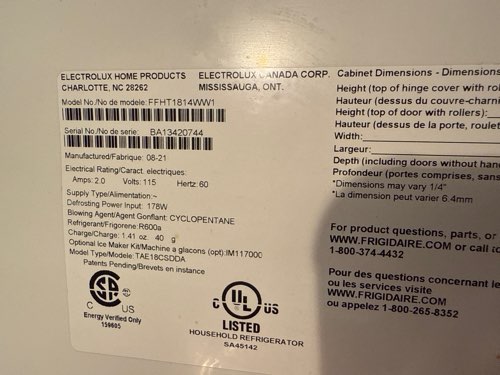 ELECTROLUX HOME PRODUCTS
CHARLOTTE, NC 28262
ELECTROLUX CANADA CORP.
MISSISSAUGA, ONT.
Model No./No de modele: FFHT1814WW1
Serial No./No de série: BA13420744
Manufactured/Fabrique: 08-21
Electrical Rating/Caract. electriques:
Amps: 2.0 Volts: 115 Hertz: 60
Supply Type/Alimentation:~
Defrosting Power Input: 178W
Blowing Agent/Agent Gonflant: CYCLOPENTANE
Refrigerant/Frigorene: R600a
Charge/Charge: 1.41 oz. 40 g
Optional Ice Maker Kit/Machine a glacons (opt):IM117000
Model Type/Modele: TAE18CSDDA
Patents Pending/Brevets en instance
SA
C US
Energy Verified Only
159685
C UL US
LISTED
HOUSEHOLD REFRIGERATOR
SA45142
Cabinet Dimensions - Dimensions
Height (top of hinge cover with rol
Hauteur (dessus du couvre-charn
Height (top of door with rollers):
Hauteur (dessus de la porte, roulet
Width:
Largeur:
Depth (including doors without han
Profondeur (portes comprises, sans
*Dimensions may vary 1/4"
*La dimension peut varier 6.4mm
For product questions, parts, or
WWW.FRIGIDAIRE.COM or call to
1-800-374-4432
Pour des questions concernant le
ou les services visite
WWW.FRIGIDAIRE.COM
ou appelez 1-800-265-8352